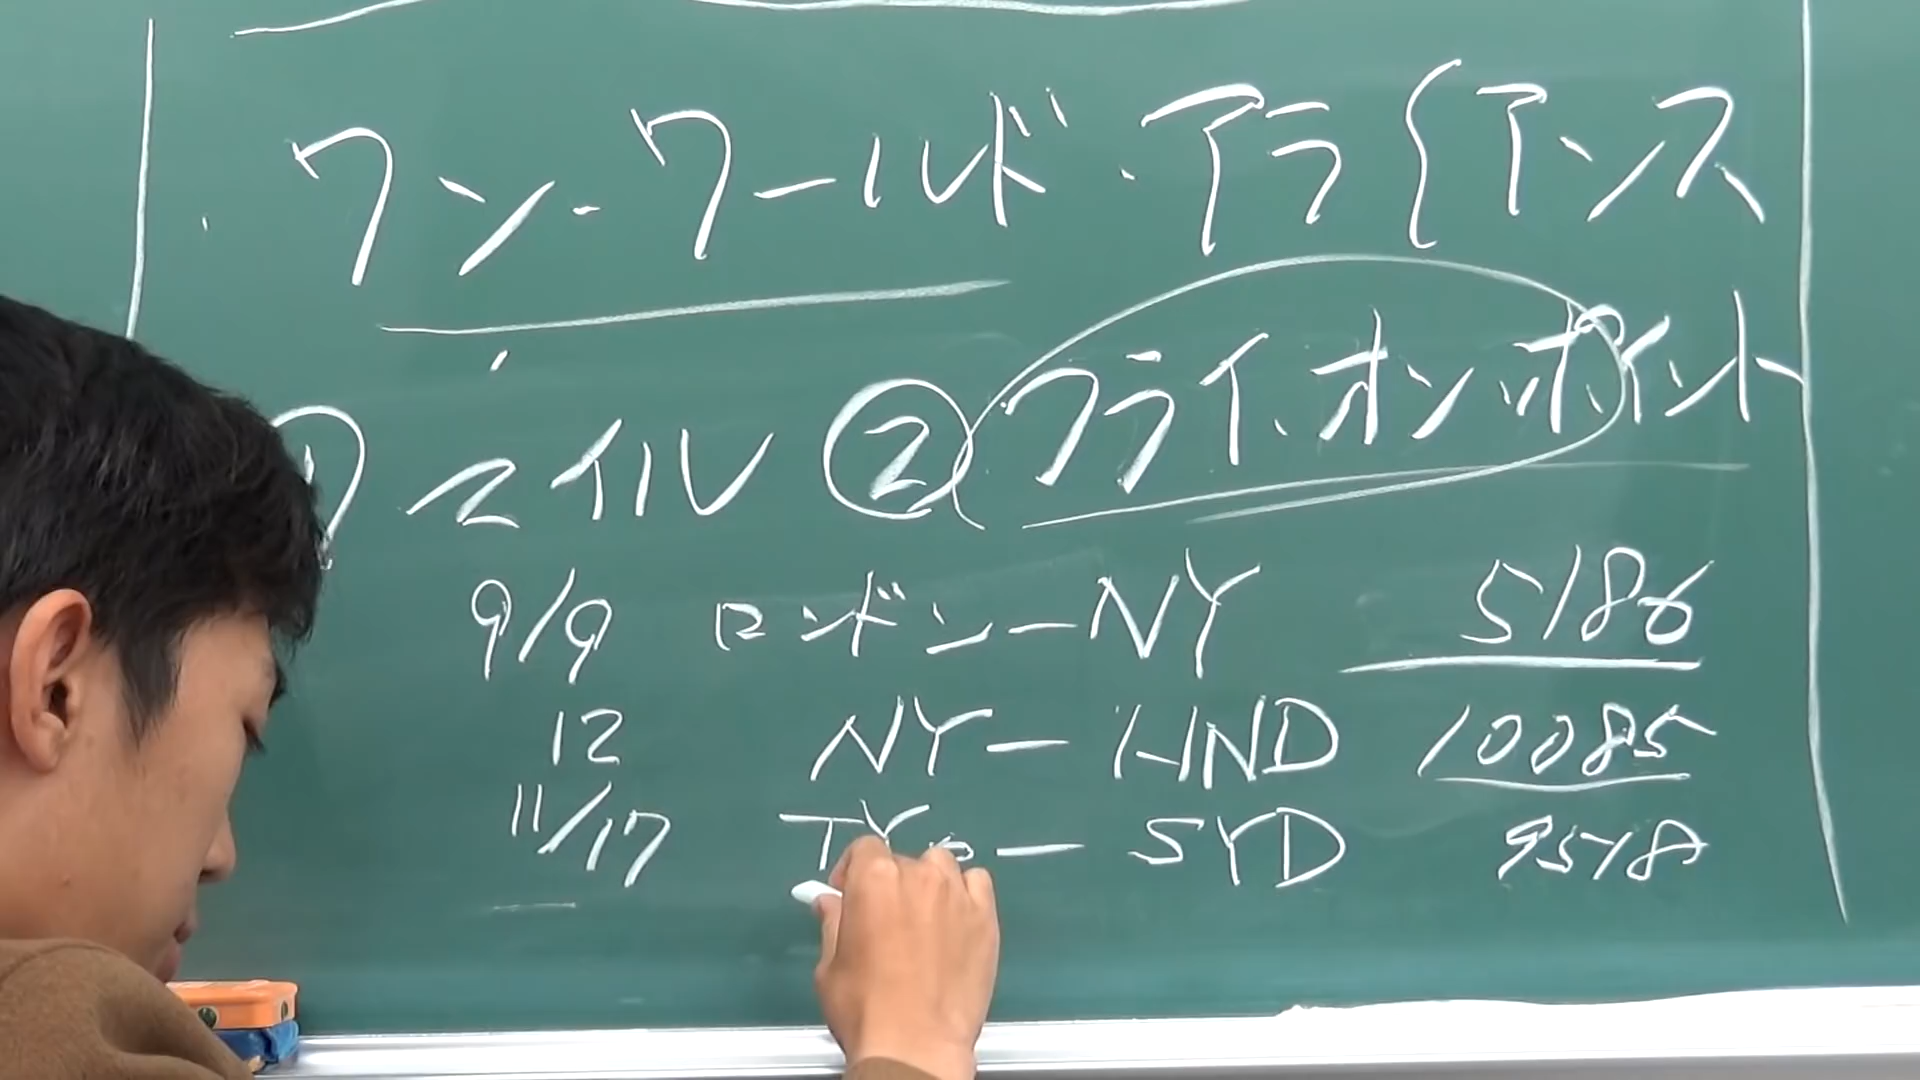 ・ワン・ワールド・アライアンス
① マイル ② フライ・オン・ポイント
9/9 ロンドン－NY 5186
12 NY－HND 10085
11/17 TYO－SYD 9578